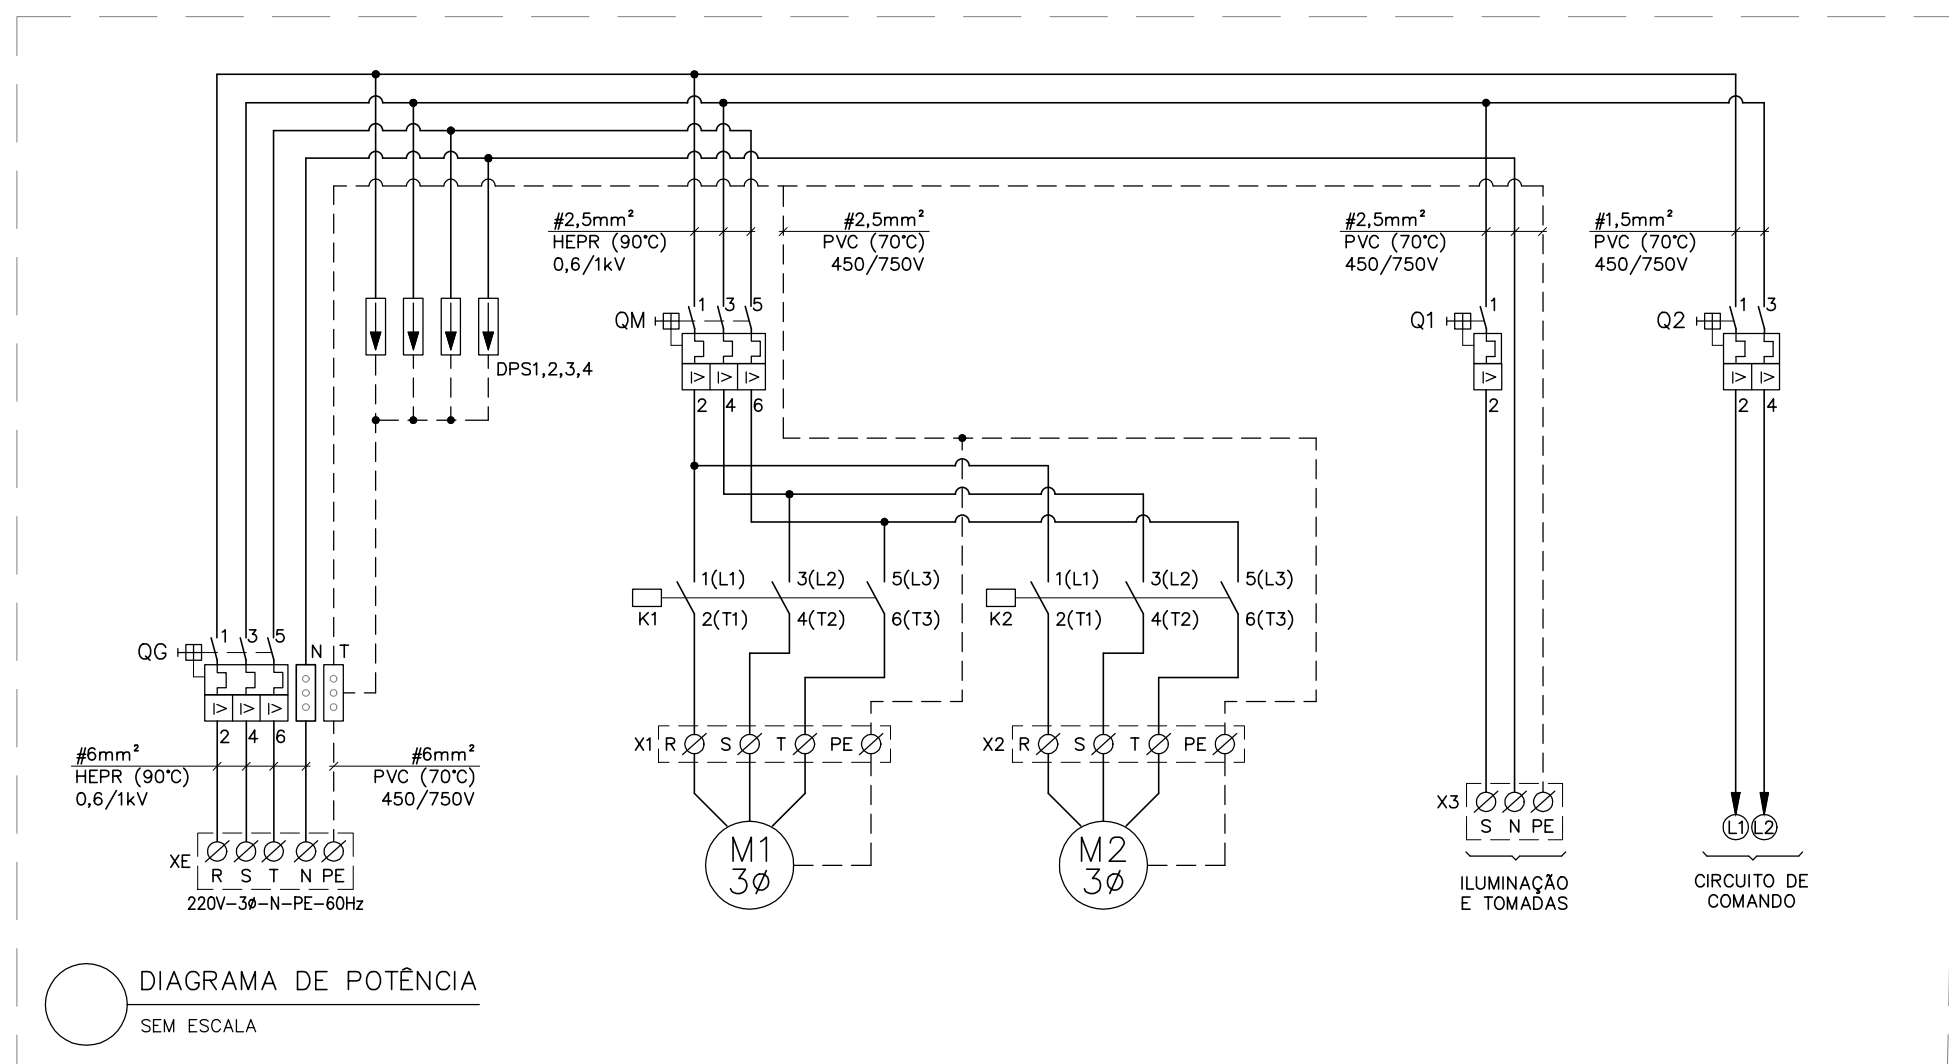 #2,5mm²
HEPR (90°C)
0,6/1kV
#2,5mm²
PVC (70°C)
450/750V
#2,5mm²
PVC (70°C)
450/750V
#1,5mm²
PVC (70°C)
450/750V
QM 1 3 5
I> I> I>
2 4 6
Q1 1
I>
2
Q2 1 3
I> I>
2 4
DPS1,2,3,4
K1
1(L1) 3(L2) 5(L3)
2(T1) 4(T2) 6(T3)
K2
1(L1) 3(L2) 5(L3)
2(T1) 4(T2) 6(T3)
QG 1 3 5 N T
I> I> I>
2 4 6
#6mm²
HEPR (90°C)
0,6/1kV
#6mm²
PVC (70°C)
450/750V
X1 R S T PE
X2 R S T PE
M1
3ø
M2
3ø
X3
S N PE
ILUMINAÇÃO
E TOMADAS
L1 L2
CIRCUITO DE
COMANDO
XE
R S T N PE
220V-3ø-N-PE-60Hz
DIAGRAMA DE POTÊNCIA
SEM ESCALA